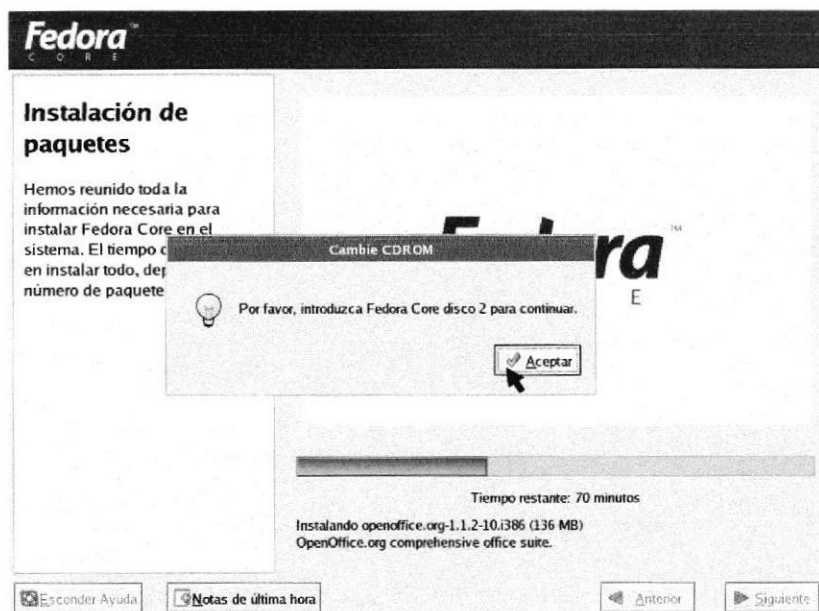 Fedora™
CORE
Instalación de
paquetes
Hemos reunido toda la
información necesaria para
instalar Fedora Core en el
sistema. El tiempo
en instalar todo,
número de paquete
ra™
E
Cambie CDROM
Por favor, introduzca Fedora Core disco 2 para continuar.
Aceptar
Tiempo restante: 70 minutos
Instalando openoffice.org-1.1.2-10.i386 (136 MB)
OpenOffice.org comprehensive office suite.
Esconder Ayuda Notas de última hora Anterior Siguiente